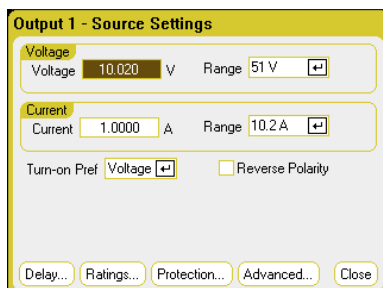 Output 1 - Source Settings
Voltage
Voltage 10.020 V Range 51 V
Current
Current 1.0000 A Range 10.2 A
Turn-on Pref Voltage Reverse Polarity
Delay... Ratings... Protection... Advanced... Close